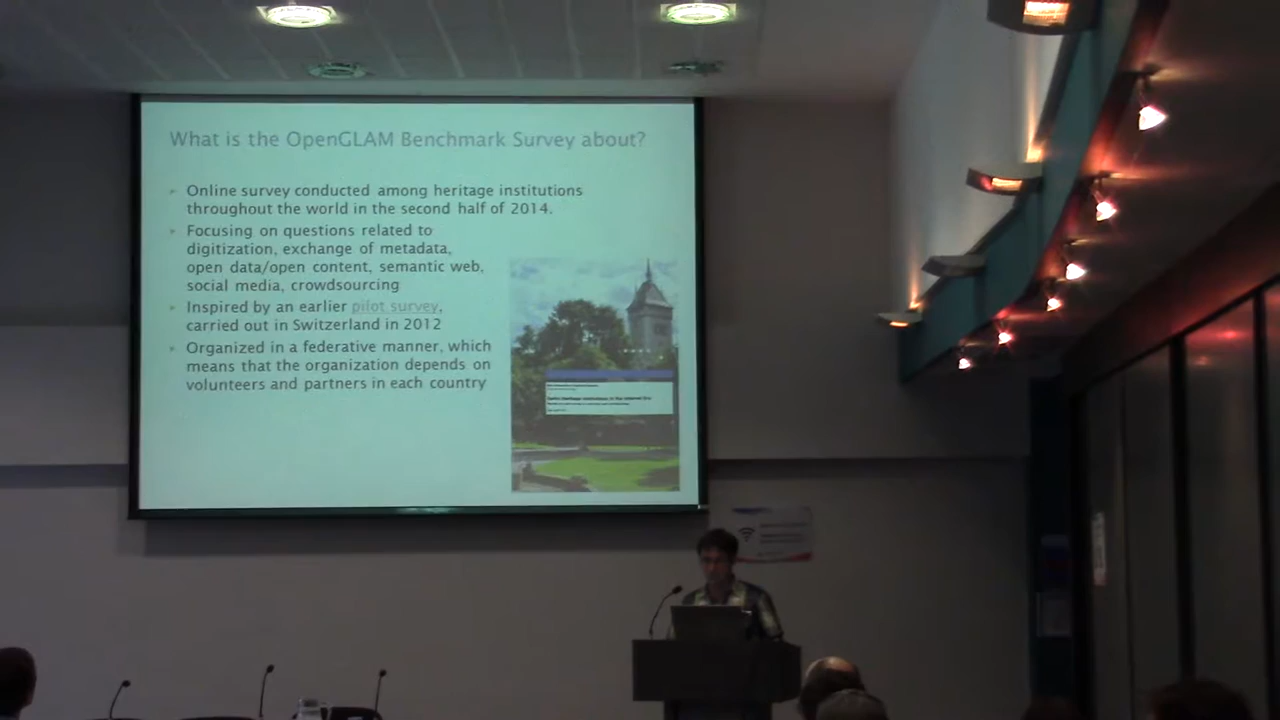 What is the OpenGLAM Benchmark Survey about?
Online survey conducted among heritage institutions
throughout the world in the second half of 2014.
Focusing on questions related to
digitization, exchange of metadata,
open data/open content, semantic web,
social media, crowdsourcing
Inspired by an earlier pilot survey,
carried out in Switzerland in 2012
Organized in a federative manner, which
means that the organization depends on
volunteers and partners in each country